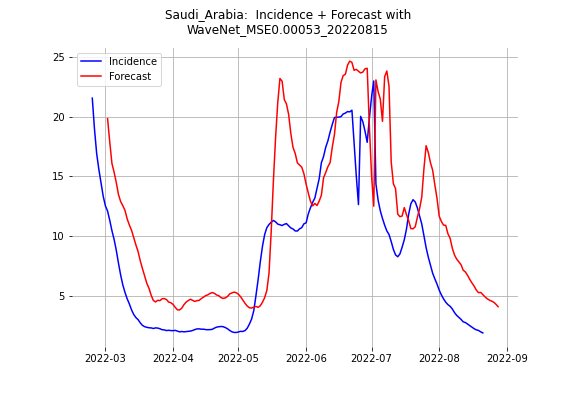 Saudi_Arabia:  Incidence + Forecast with
WaveNet_MSE0.00053_20220815
Incidence
Forecast
25
20
15
10
5
2022-03 2022-04 2022-05 2022-06 2022-07 2022-08 2022-09